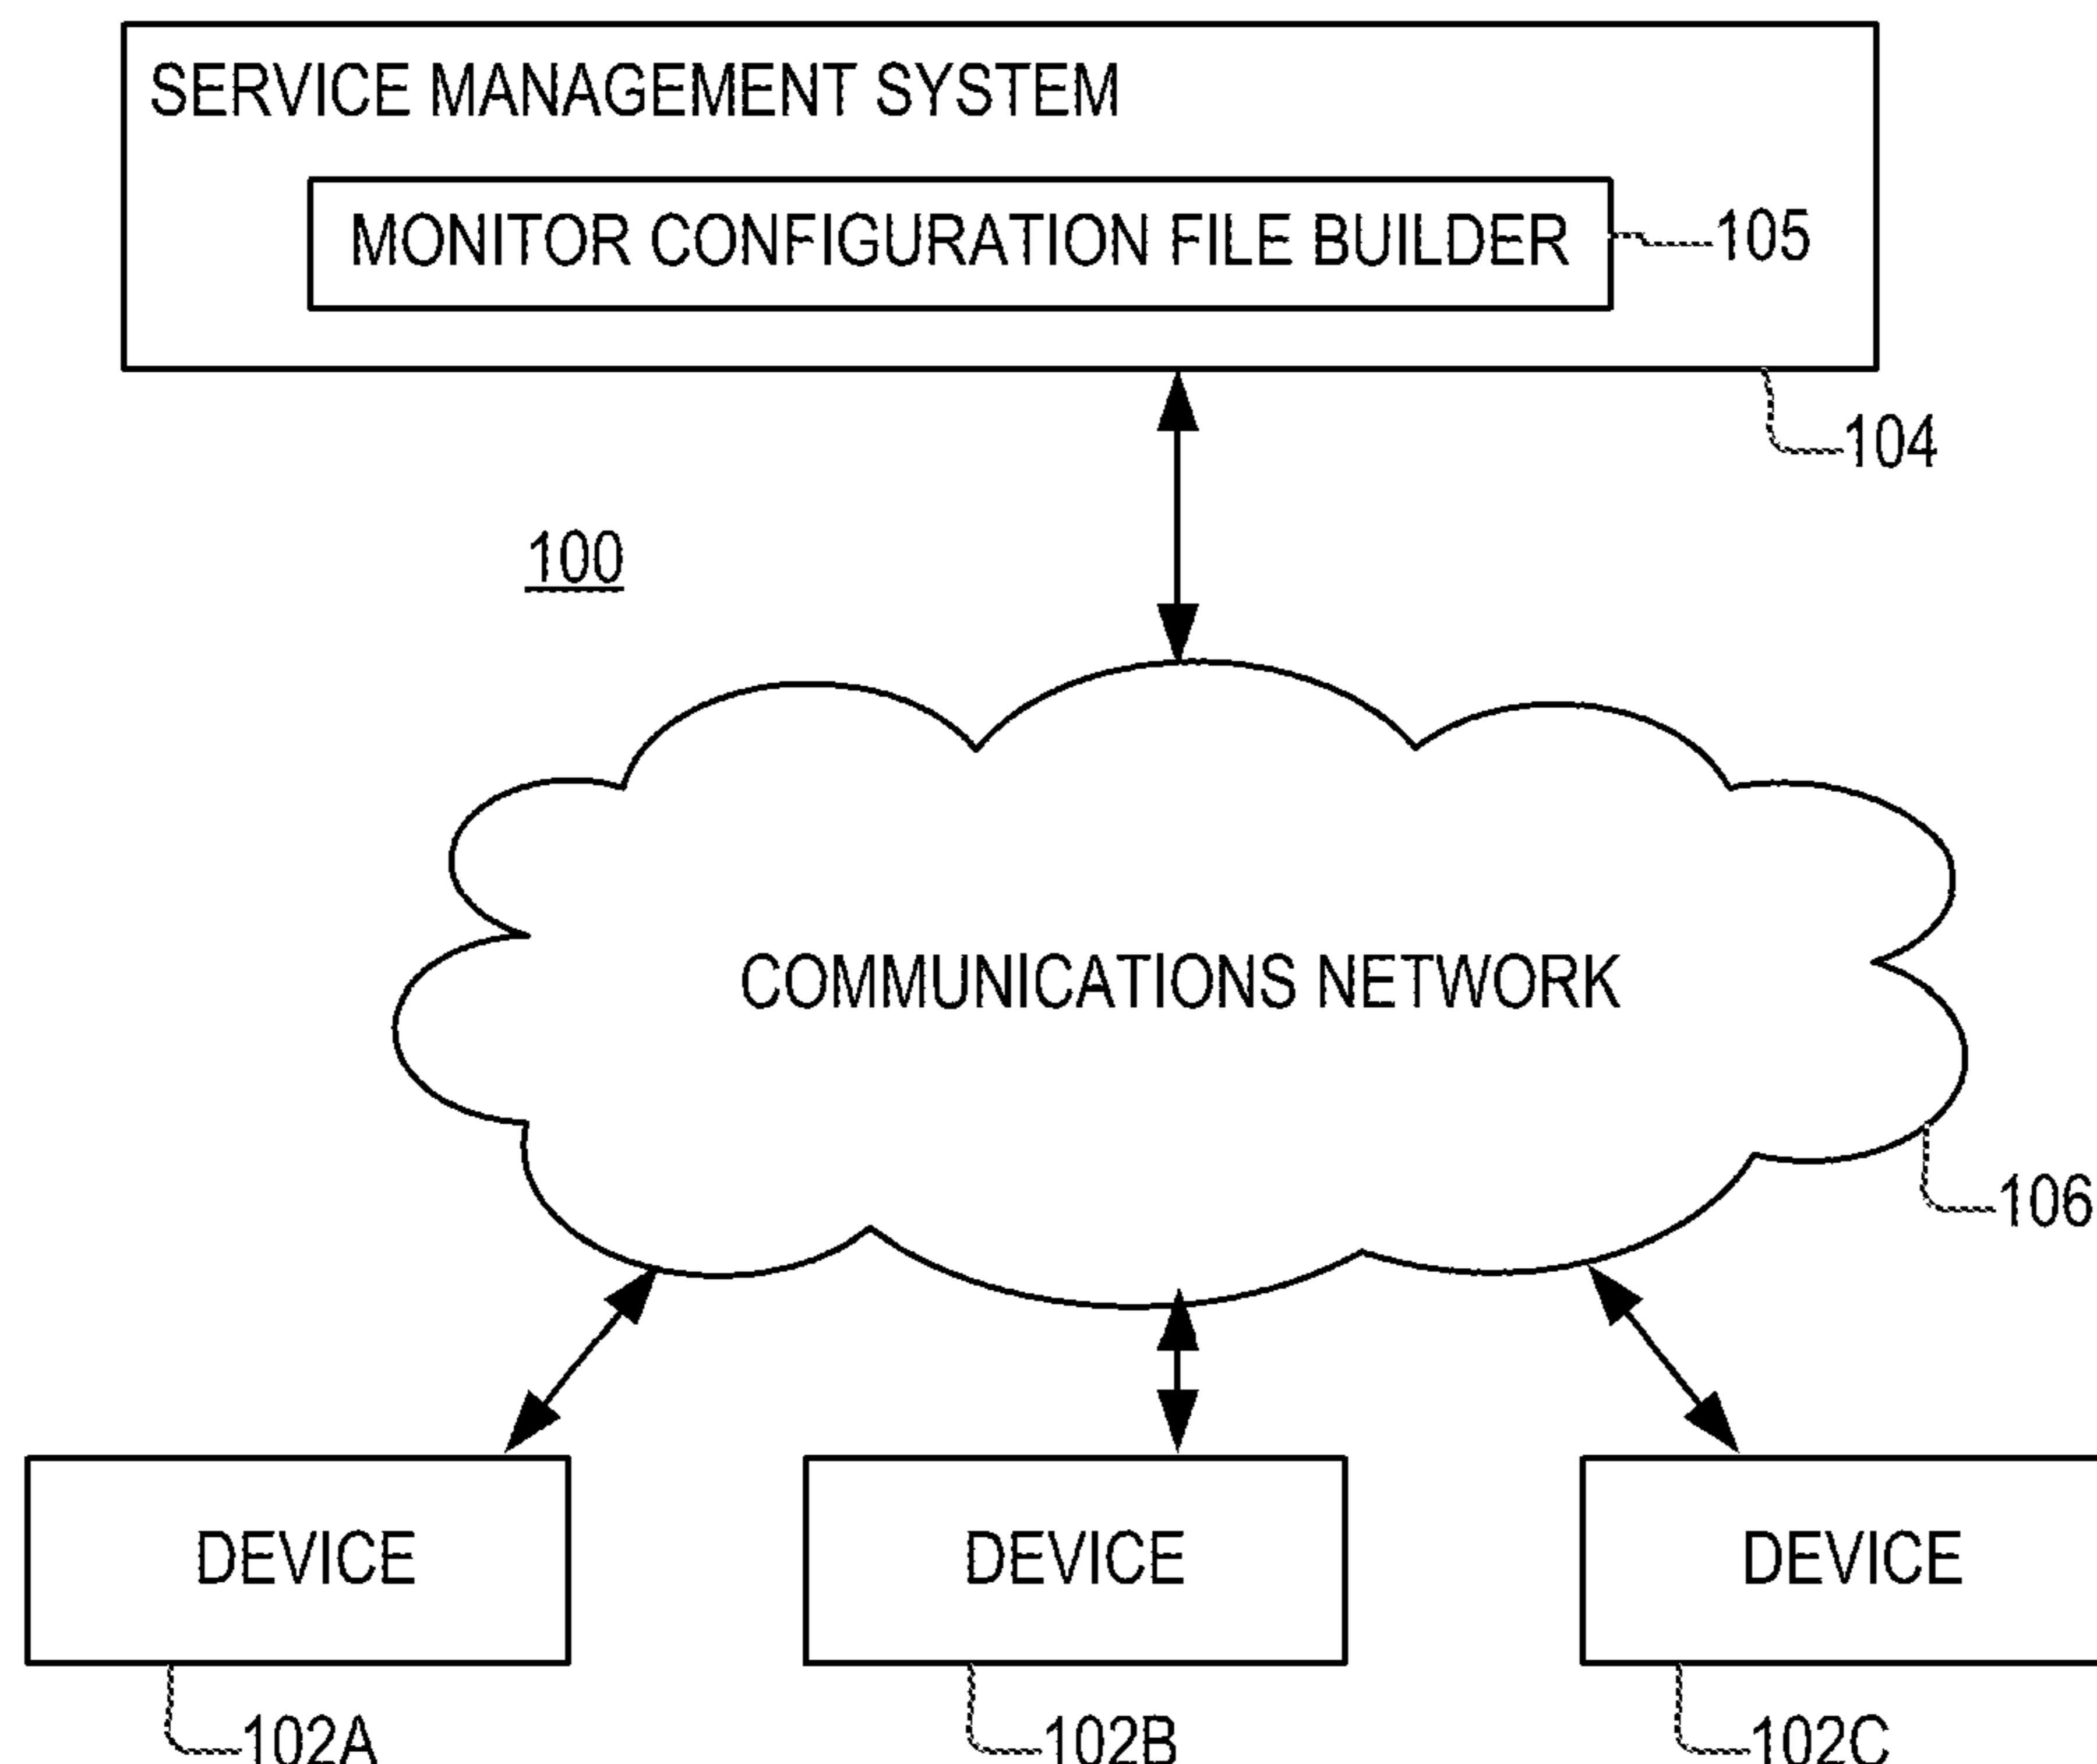 SERVICE MANAGEMENT SYSTEM
MONITOR CONFIGURATION FILE BUILDER
105
104
100
COMMUNICATIONS NETWORK
106
DEVICE
DEVICE
DEVICE
102A
102B
102C